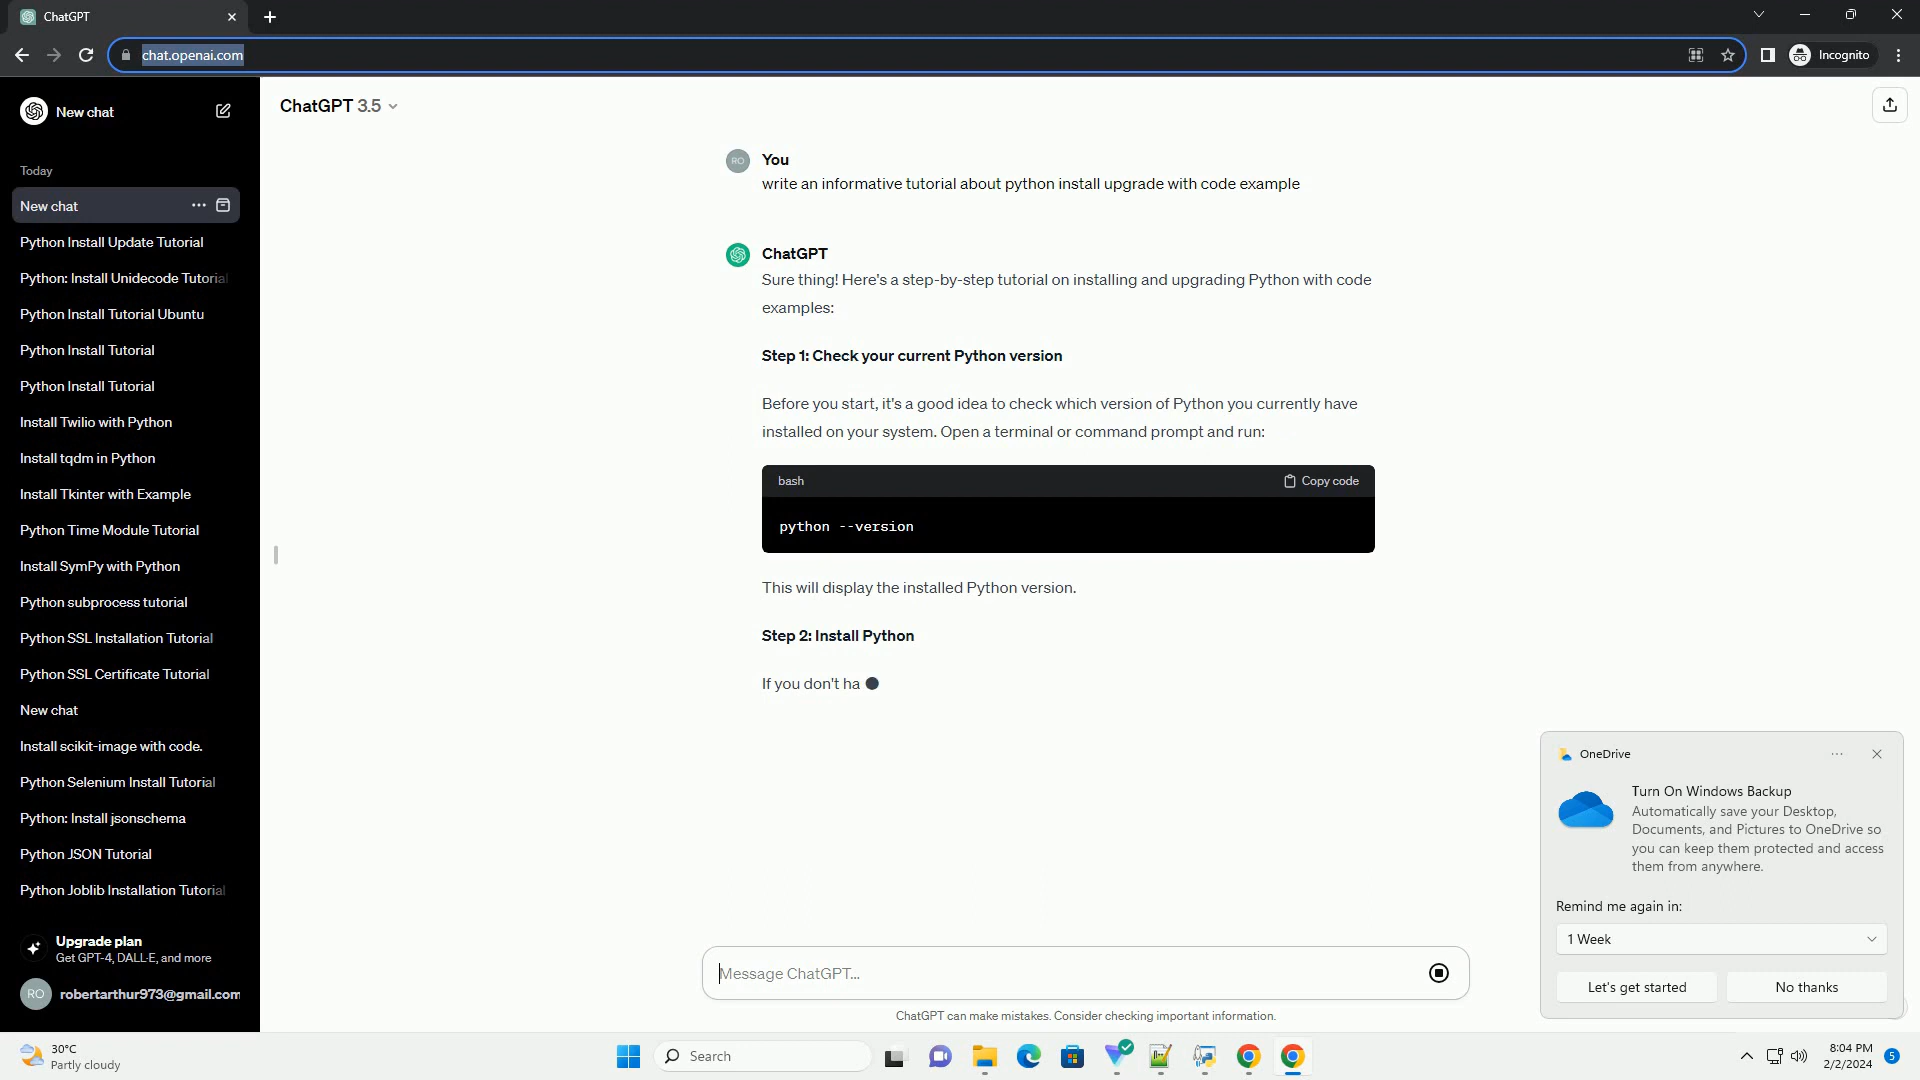 ChatGPT
chat.openai.com
Incognito
New chat
Today
New chat
Python Install Update Tutorial
Python: Install Unidecode Tutorial
Python Install Tutorial Ubuntu
Python Install Tutorial
Python Install Tutorial
Install Twilio with Python
Install tqdm in Python
Install Tkinter with Example
Python Time Module Tutorial
Install SymPy with Python
Python subprocess tutorial
Python SSL Installation Tutorial
Python SSL Certificate Tutorial
New chat
Install scikit-image with code.
Python Selenium Install Tutorial
Python: Install jsonschema
Python JSON Tutorial
Python Joblib Installation Tutorial
Upgrade plan
Get GPT-4, DALL·E, and more
RO
robertarthur973@gmail.com
ChatGPT 3.5
RO
You
write an informative tutorial about python install upgrade with code example
ChatGPT
Sure thing! Here's a step-by-step tutorial on installing and upgrading Python with code
examples:
Step 1: Check your current Python version
Before you start, it's a good idea to check which version of Python you currently have
installed on your system. Open a terminal or command prompt and run:
bash
Copy code
python --version
This will display the installed Python version.
Step 2: Install Python
If you don't ha
Message ChatGPT...
ChatGPT can make mistakes. Consider checking important information.
OneDrive
Turn On Windows Backup
Automatically save your Desktop,
Documents, and Pictures to OneDrive so
you can keep them protected and access
them from anywhere.
Remind me again in:
1 Week
Let's get started
No thanks
30°C
Partly cloudy
Search
8:04 PM
2/2/2024
5